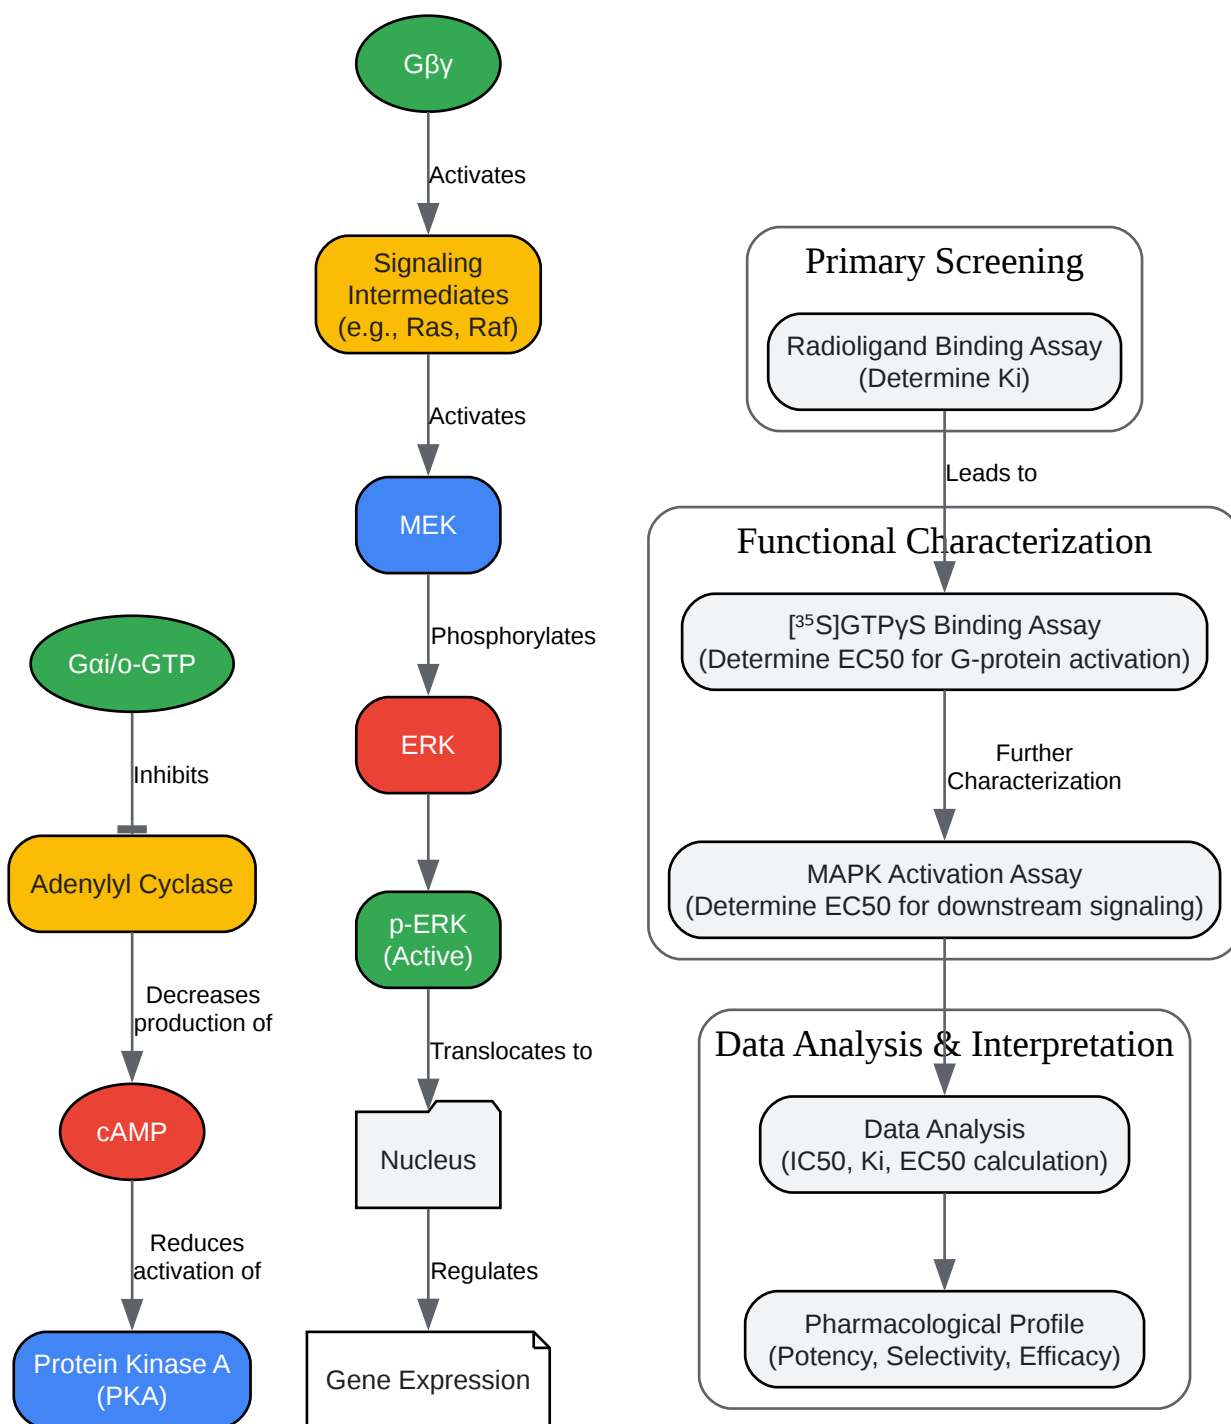 Gβγ
Activates
Signaling
Intermediates
(e.g., Ras, Raf)
Activates
MEK
Phosphorylates
ERK
p-ERK
(Active)
Translocates to
Nucleus
Regulates
Gene Expression
Gαi/o-GTP
Inhibits
Adenylyl Cyclase
Decreases
production of
cAMP
Reduces
activation of
Protein Kinase A
(PKA)
Primary Screening
Radioligand Binding Assay
(Determine Ki)
Leads to
Functional Characterization
[³⁵S]GTPγS Binding Assay
(Determine EC50 for G-protein activation)
Further
Characterization
MAPK Activation Assay
(Determine EC50 for downstream signaling)
Data Analysis & Interpretation
Data Analysis
(IC50, Ki, EC50 calculation)
Pharmacological Profile
(Potency, Selectivity, Efficacy)